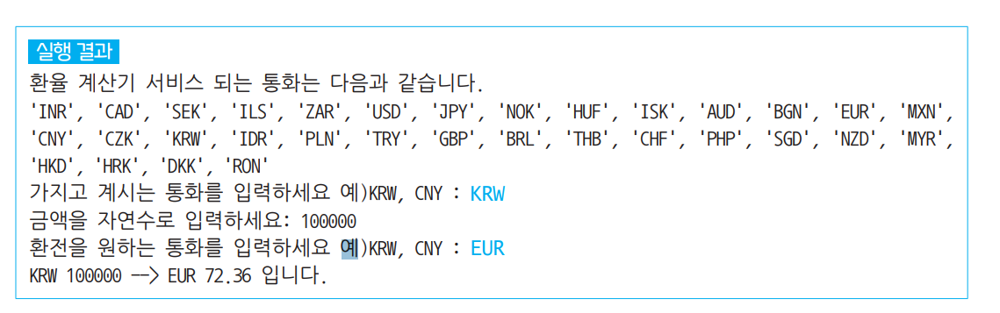 실행 결과
환율 계산기 서비스 되는 통화는 다음과 같습니다.
'INR', 'CAD', 'SEK', 'ILS', 'ZAR', 'USD', 'JPY', 'NOK', 'HUF', 'ISK', 'AUD', 'BGN', 'EUR', 'MXN',
'CNY', 'CZK', 'KRW', 'IDR', 'PLN', 'TRY', 'GBP', 'BRL', 'THB', 'CHF', 'PHP', 'SGD', 'NZD', 'MYR',
'HKD', 'HRK', 'DKK', 'RON'
가지고 계시는 통화를 입력하세요 예)KRW, CNY : KRW
금액을 자연수로 입력하세요: 100000
환전을 원하는 통화를 입력하세요 예)KRW, CNY : EUR
KRW 100000 --> EUR 72.36 입니다.